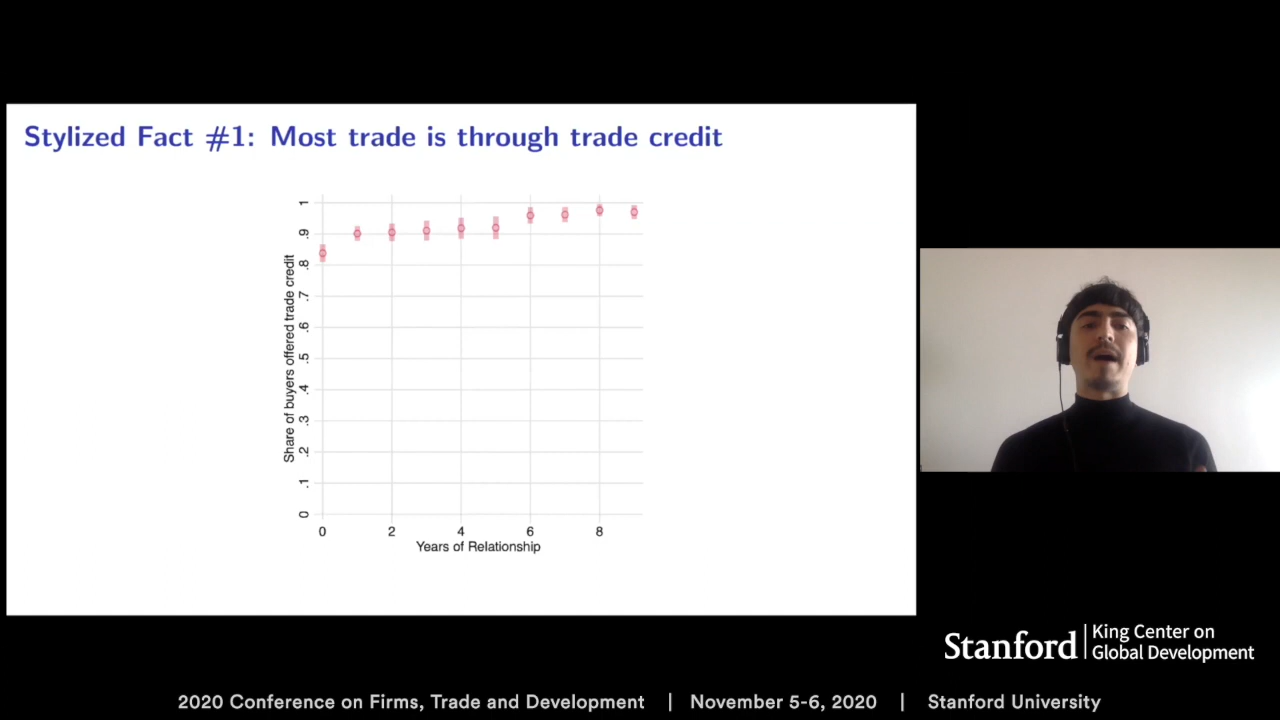 Stylized Fact #1: Most trade is through trade credit
Share of buyers offered trade credit
1
.9
.8
.7
.6
.5
.4
.3
.2
.1
0
0 2 4 6 8
Years of Relationship
Stanford
King Center on
Global Development
2020 Conference on Firms, Trade and Development | November 5-6, 2020 | Stanford University